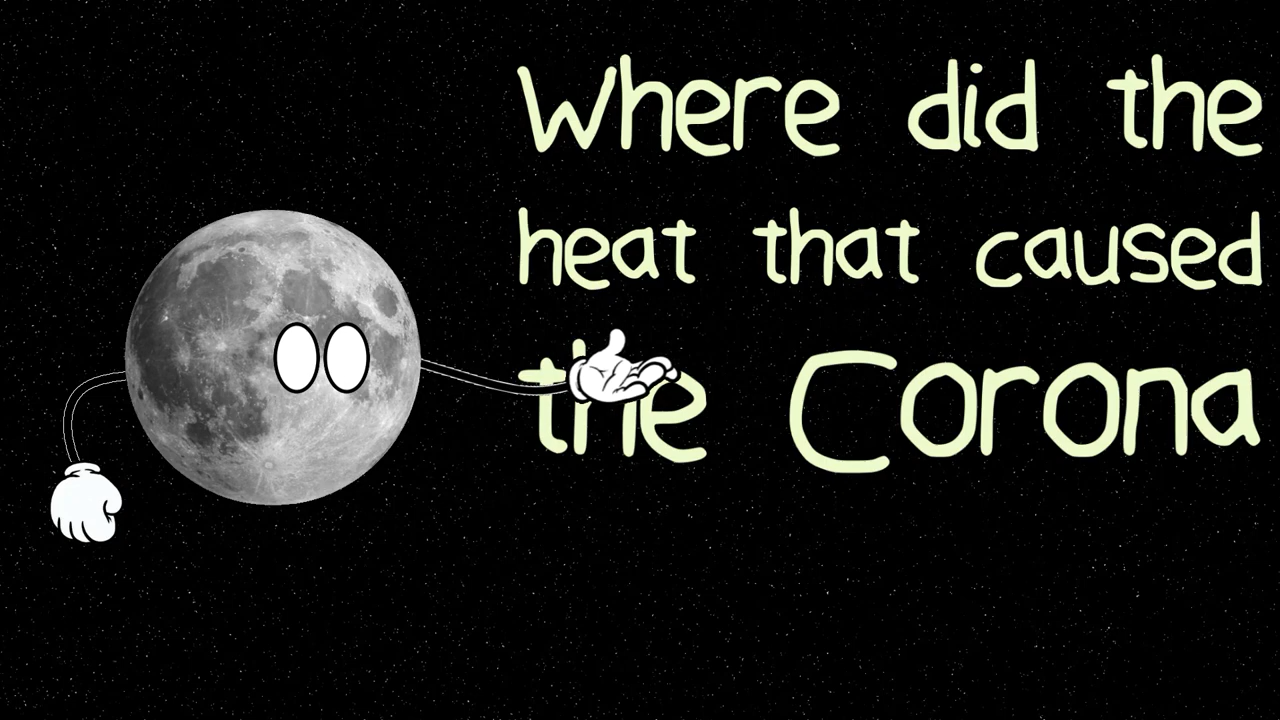 Where did the
heat that caused
the Corona